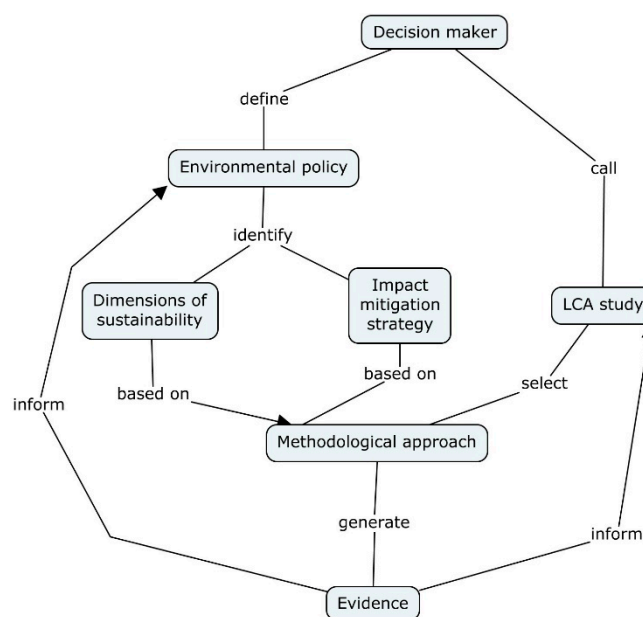 Decision maker
define
Environmental policy
call
identify
Dimensions of
sustainability
Impact
mitigation
strategy
LCA study
based on
based on
select
inform
Methodological approach
generate
inform
Evidence